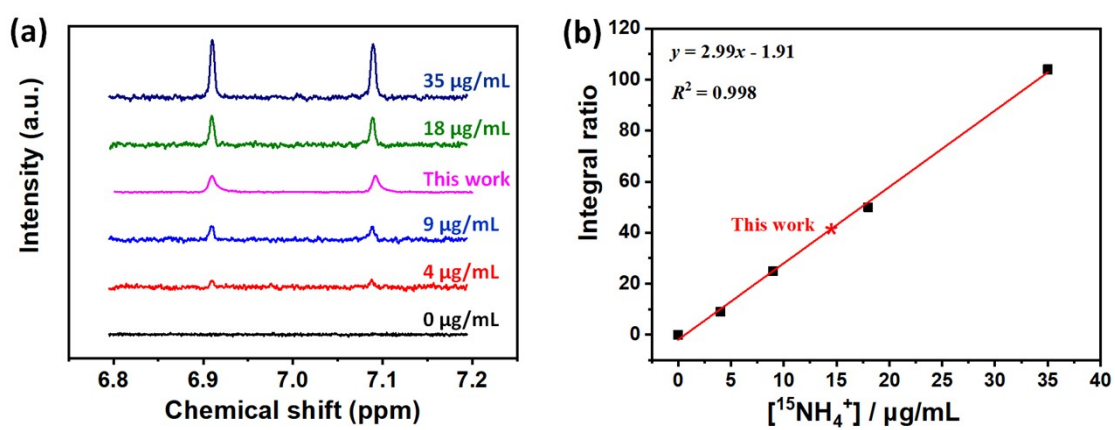 (a)
35 µg/mL
18 µg/mL
This work
9 µg/mL
4 µg/mL
0 µg/mL
Intensity (a.u.)
6.8 6.9 7.0 7.1 7.2
Chemical shift (ppm)
(b)
y = 2.99x - 1.91
R² = 0.998
This work
Integral ratio
120
100
80
60
40
20
0
0 5 10 15 20 25 30 35 40
[¹⁵NH₄⁺] / µg/mL